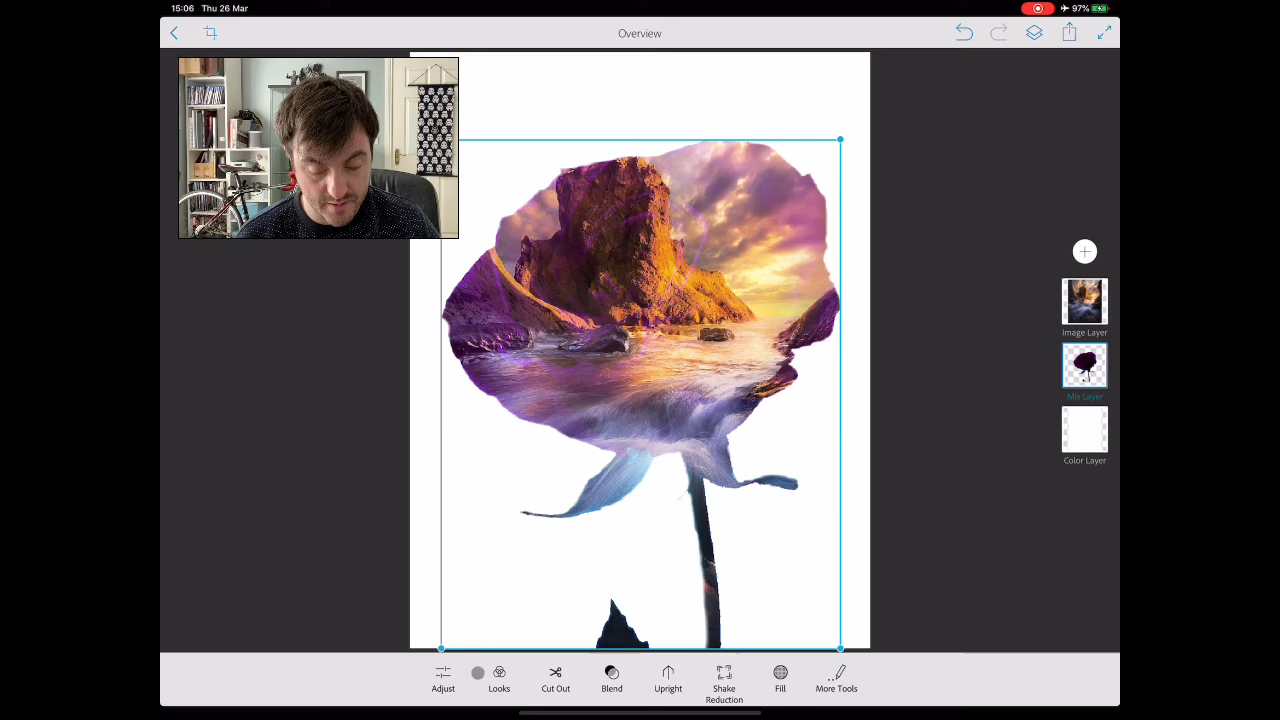 15:06 Thu 26 Mar
97%
Overview
Image Layer
Mix Layer
Color Layer
Adjust
Looks
Cut Out
Blend
Upright
Shake
Reduction
Fill
More Tools